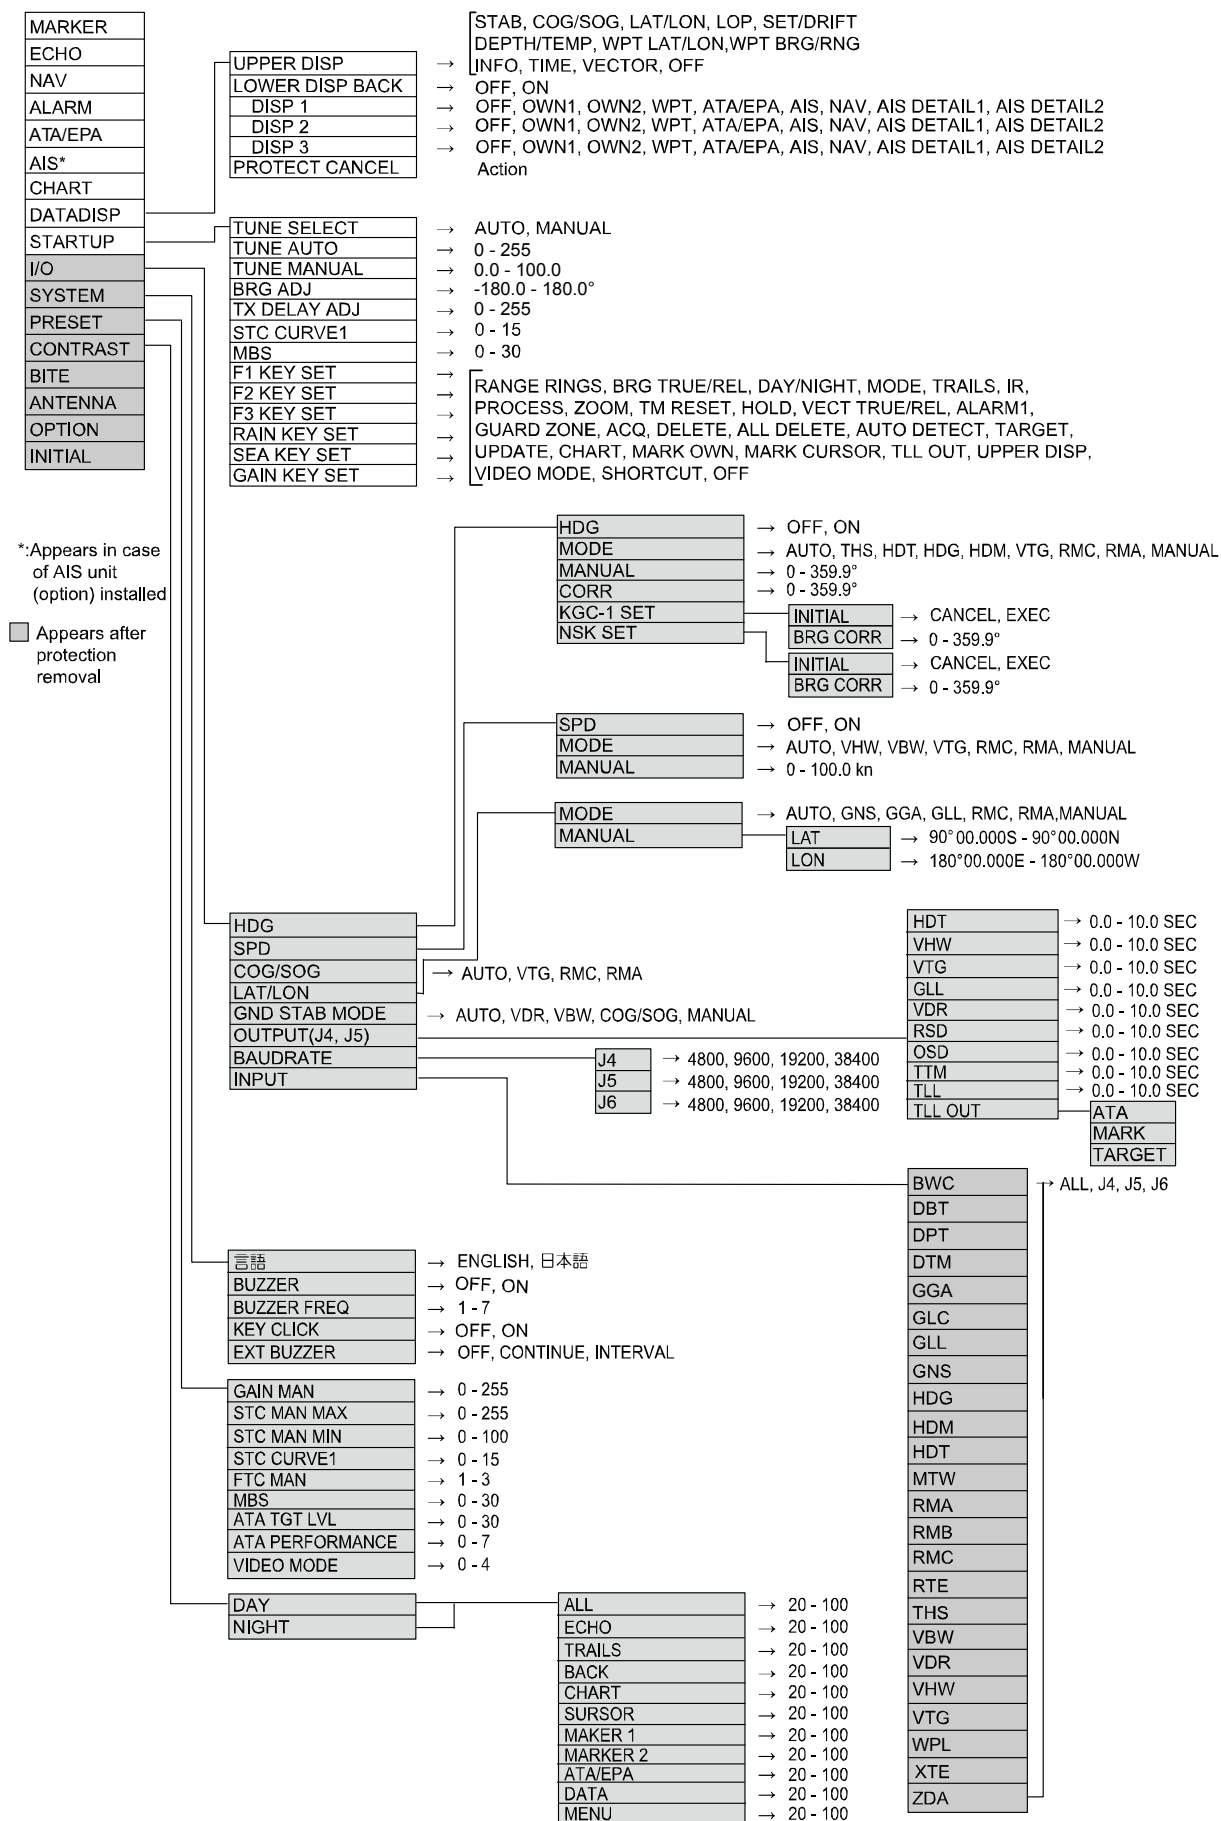 MARKER
ECHO
NAV
ALARM
ATA/EPA
AIS*
CHART
DATADISP
STARTUP
I/O
SYSTEM
PRESET
CONTRAST
BITE
ANTENNA
OPTION
INITIAL
*:Appears in case
of AIS unit
(option) installed
Appears after
protection
removal
STAB, COG/SOG, LAT/LON, LOP, SET/DRIFT
DEPTH/TEMP, WPT LAT/LON,WPT BRG/RNG
UPPER DISP → INFO, TIME, VECTOR, OFF
LOWER DISP BACK → OFF, ON
DISP 1 → OFF, OWN1, OWN2, WPT, ATA/EPA, AIS, NAV, AIS DETAIL1, AIS DETAIL2
DISP 2 → OFF, OWN1, OWN2, WPT, ATA/EPA, AIS, NAV, AIS DETAIL1, AIS DETAIL2
DISP 3 → OFF, OWN1, OWN2, WPT, ATA/EPA, AIS, NAV, AIS DETAIL1, AIS DETAIL2
PROTECT CANCEL Action
TUNE SELECT → AUTO, MANUAL
TUNE AUTO → 0 - 255
TUNE MANUAL → 0.0 - 100.0
BRG ADJ → -180.0 - 180.0°
TX DELAY ADJ → 0 - 255
STC CURVE1 → 0 - 15
MBS → 0 - 30
F1 KEY SET →
F2 KEY SET →
F3 KEY SET →
RAIN KEY SET →
SEA KEY SET →
GAIN KEY SET →
RANGE RINGS, BRG TRUE/REL, DAY/NIGHT, MODE, TRAILS, IR,
PROCESS, ZOOM, TM RESET, HOLD, VECT TRUE/REL, ALARM1,
GUARD ZONE, ACQ, DELETE, ALL DELETE, AUTO DETECT, TARGET,
UPDATE, CHART, MARK OWN, MARK CURSOR, TLL OUT, UPPER DISP,
VIDEO MODE, SHORTCUT, OFF
HDG → OFF, ON
MODE → AUTO, THS, HDT, HDG, HDM, VTG, RMC, RMA, MANUAL
MANUAL → 0 - 359.9°
CORR → 0 - 359.9°
KGC-1 SET
NSK SET
INITIAL → CANCEL, EXEC
BRG CORR → 0 - 359.9°
INITIAL → CANCEL, EXEC
BRG CORR → 0 - 359.9°
SPD → OFF, ON
MODE → AUTO, VHW, VBW, VTG, RMC, RMA, MANUAL
MANUAL → 0 - 100.0 kn
MODE → AUTO, GNS, GGA, GLL, RMC, RMA,MANUAL
MANUAL
LAT → 90°00.000S - 90°00.000N
LON → 180°00.000E - 180°00.000W
HDG
SPD
COG/SOG → AUTO, VTG, RMC, RMA
LAT/LON
GND STAB MODE → AUTO, VDR, VBW, COG/SOG, MANUAL
OUTPUT(J4, J5)
BAUDRATE
INPUT
J4 → 4800, 9600, 19200, 38400
J5 → 4800, 9600, 19200, 38400
J6 → 4800, 9600, 19200, 38400
HDT → 0.0 - 10.0 SEC
VHW → 0.0 - 10.0 SEC
VTG → 0.0 - 10.0 SEC
GLL → 0.0 - 10.0 SEC
VDR → 0.0 - 10.0 SEC
RSD → 0.0 - 10.0 SEC
OSD → 0.0 - 10.0 SEC
TTM → 0.0 - 10.0 SEC
TLL → 0.0 - 10.0 SEC
TLL OUT
ATA
MARK
TARGET
BWC → ALL, J4, J5, J6
DBT
DPT
DTM
GGA
GLC
GLL
GNS
HDG
HDM
HDT
MTW
RMA
RMB
RMC
RTE
THS
VBW
VDR
VHW
VTG
WPL
XTE
ZDA
言語 → ENGLISH, 日本語
BUZZER → OFF, ON
BUZZER FREQ → 1 - 7
KEY CLICK → OFF, ON
EXT BUZZER → OFF, CONTINUE, INTERVAL
GAIN MAN → 0 - 255
STC MAN MAX → 0 - 255
STC MAN MIN → 0 - 100
STC CURVE1 → 0 - 15
FTC MAN → 1 - 3
MBS → 0 - 30
ATA TGT LVL → 0 - 30
ATA PERFORMANCE → 0 - 7
VIDEO MODE → 0 - 4
DAY
NIGHT
ALL → 20 - 100
ECHO → 20 - 100
TRAILS → 20 - 100
BACK → 20 - 100
CHART → 20 - 100
SURSOR → 20 - 100
MAKER 1 → 20 - 100
MARKER 2 → 20 - 100
ATA/EPA → 20 - 100
DATA → 20 - 100
MENU → 20 - 100